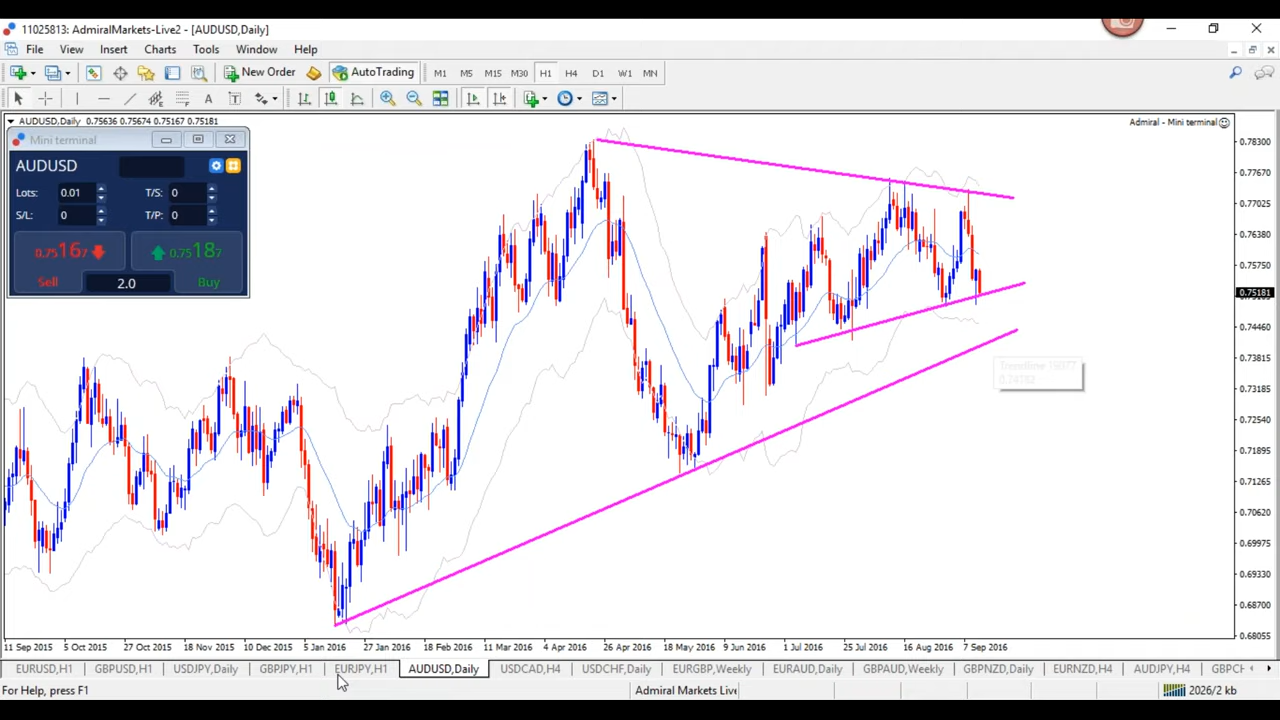 11025813: AdmiralMarkets-Live2 - [AUDUSD,Daily]
File View Insert Charts Tools Window Help
New Order AutoTrading M1 M5 M15 M30 H1 H4 D1 W1 MN
A T
AUDUSD,Daily 0.75636 0.75674 0.75167 0.75181
Admiral - Mini terminal
Mini terminal
AUDUSD
Lots: 0.01 T/S: 0
S/L: 0 T/P: 0
0.75167 0.75187
Sell 2.0 Buy
0.78300
0.77670
0.77025
0.76380
0.75750
0.75181
0.74460
0.73815
0.73185
0.72540
0.71895
0.71265
0.70620
0.69975
0.69330
0.68700
0.68055
11 Sep 2015 5 Oct 2015 27 Oct 2015 18 Nov 2015 10 Dec 2015 5 Jan 2016 27 Jan 2016 18 Feb 2016 11 Mar 2016 4 Apr 2016 26 Apr 2016 18 May 2016 9 Jun 2016 1 Jul 2016 25 Jul 2016 16 Aug 2016 7 Sep 2016
EURUSD,H1 GBPUSD,H1 USDJPY,Daily GBPJPY,H1 EURJPY,H1 AUDUSD,Daily USDCAD,H4 USDCHF,Daily EURGBP,Weekly EURAUD,Daily GBPAUD,Weekly GBPNZD,Daily EURNZD,H4 AUDJPY,H4 GBPCH
For Help, press F1 Admiral Markets Live 2026/2 kb